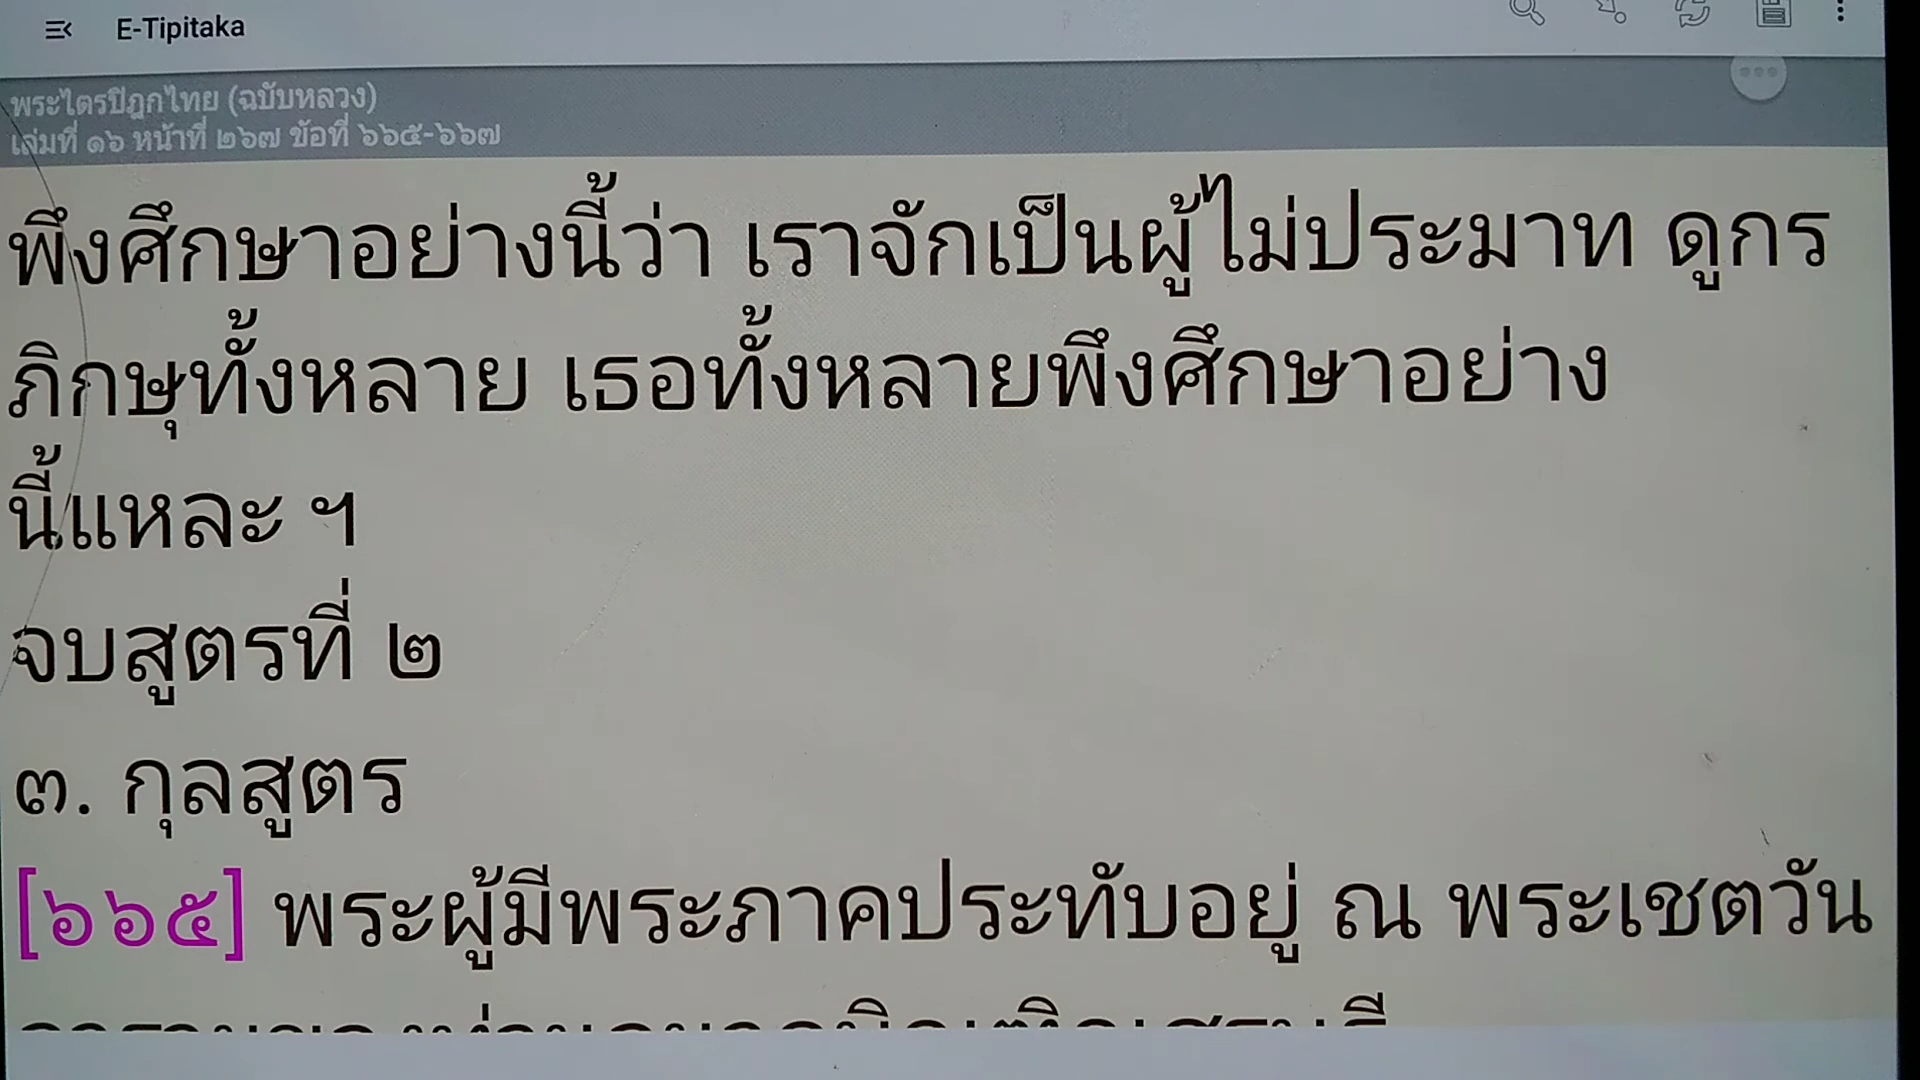 E-Tipitaka
พระไตรปิฎกไทย (ฉบับหลวง)
เล่มที่ ๑๖ หน้าที่ ๒๖๗ ข้อที่ ๖๖๕-๖๖๗
พึงศึกษาอย่างนี้ว่า เราจักเป็นผู้ไม่ประมาท ดูกร
ภิกษุทั้งหลาย เธอทั้งหลายพึงศึกษาอย่าง
นี้แหละ ฯ
จบสูตรที่ ๒
๓. กุลสูตร
[๖๖๕] พระผู้มีพระภาคประทับอยู่ ณ พระเชตวัน